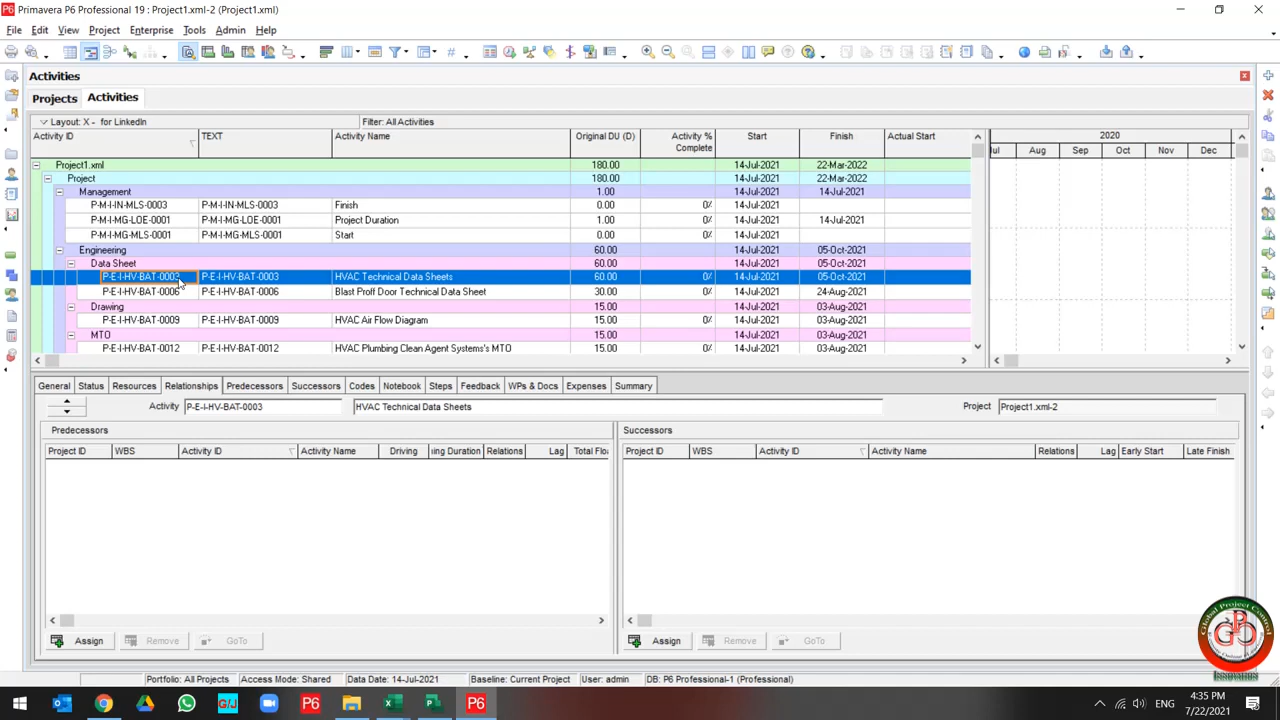 Primavera P6 Professional 19 : Project1.xml-2 (Project1.xml)
File Edit View Project Enterprise Tools Admin Help
Activities
Projects Activities
Layout: X - for LinkedIn Filter: All Activities
Activity ID TEXT Activity Name Original DU (D) Activity % Complete Start Finish Actual Start 2020
Jul Aug Sep Oct Nov Dec
Project1.xml 180.00 14-Jul-2021 22-Mar-2022
Project 180.00 14-Jul-2021 22-Mar-2022
Management 1.00 14-Jul-2021 14-Jul-2021
P-M-I-IN-MLS-0003 P-M-I-IN-MLS-0003 Finish 0.00 0% 14-Jul-2021
P-M-I-MG-LOE-0001 P-M-I-MG-LOE-0001 Project Duration 1.00 0% 14-Jul-2021 14-Jul-2021
P-M-I-MG-MLS-0001 P-M-I-MG-MLS-0001 Start 0.00 0% 14-Jul-2021
Engineering 60.00 14-Jul-2021 05-Oct-2021
Data Sheet 60.00 14-Jul-2021 05-Oct-2021
P-E-I-HV-BAT-0003 P-E-I-HV-BAT-0003 HVAC Technical Data Sheets 60.00 0% 14-Jul-2021 05-Oct-2021
P-E-I-HV-BAT-0006 P-E-I-HV-BAT-0006 Blast Proff Door Technical Data Sheet 30.00 0% 14-Jul-2021 24-Aug-2021
Drawing 15.00 14-Jul-2021 03-Aug-2021
P-E-I-HV-BAT-0009 P-E-I-HV-BAT-0009 HVAC Air Flow Diagram 15.00 0% 14-Jul-2021 03-Aug-2021
MTO 15.00 14-Jul-2021 03-Aug-2021
P-E-I-HV-BAT-0012 P-E-I-HV-BAT-0012 HVAC Plumbing Clean Agent Systems's MTO 15.00 0% 14-Jul-2021 03-Aug-2021
General Status Resources Relationships Predecessors Successors Codes Notebook Steps Feedback WPs & Docs Expenses Summary
Activity P-E-I-HV-BAT-0003 HVAC Technical Data Sheets Project Project1.xml-2
Predecessors Successors
Project ID WBS Activity ID Activity Name Driving ing Duration Relations Lag Total Floa
Project ID WBS Activity ID Activity Name Relations Lag Early Start Late Finish
Assign Remove GoTo Assign Remove GoTo
Global Project Control
Portfolio: All Projects Access Mode: Shared Data Date: 14-Jul-2021 Baseline: Current Project User: admin DB: P6 Professional-1 (Professional)
ENG 4:35 PM
7/22/2021